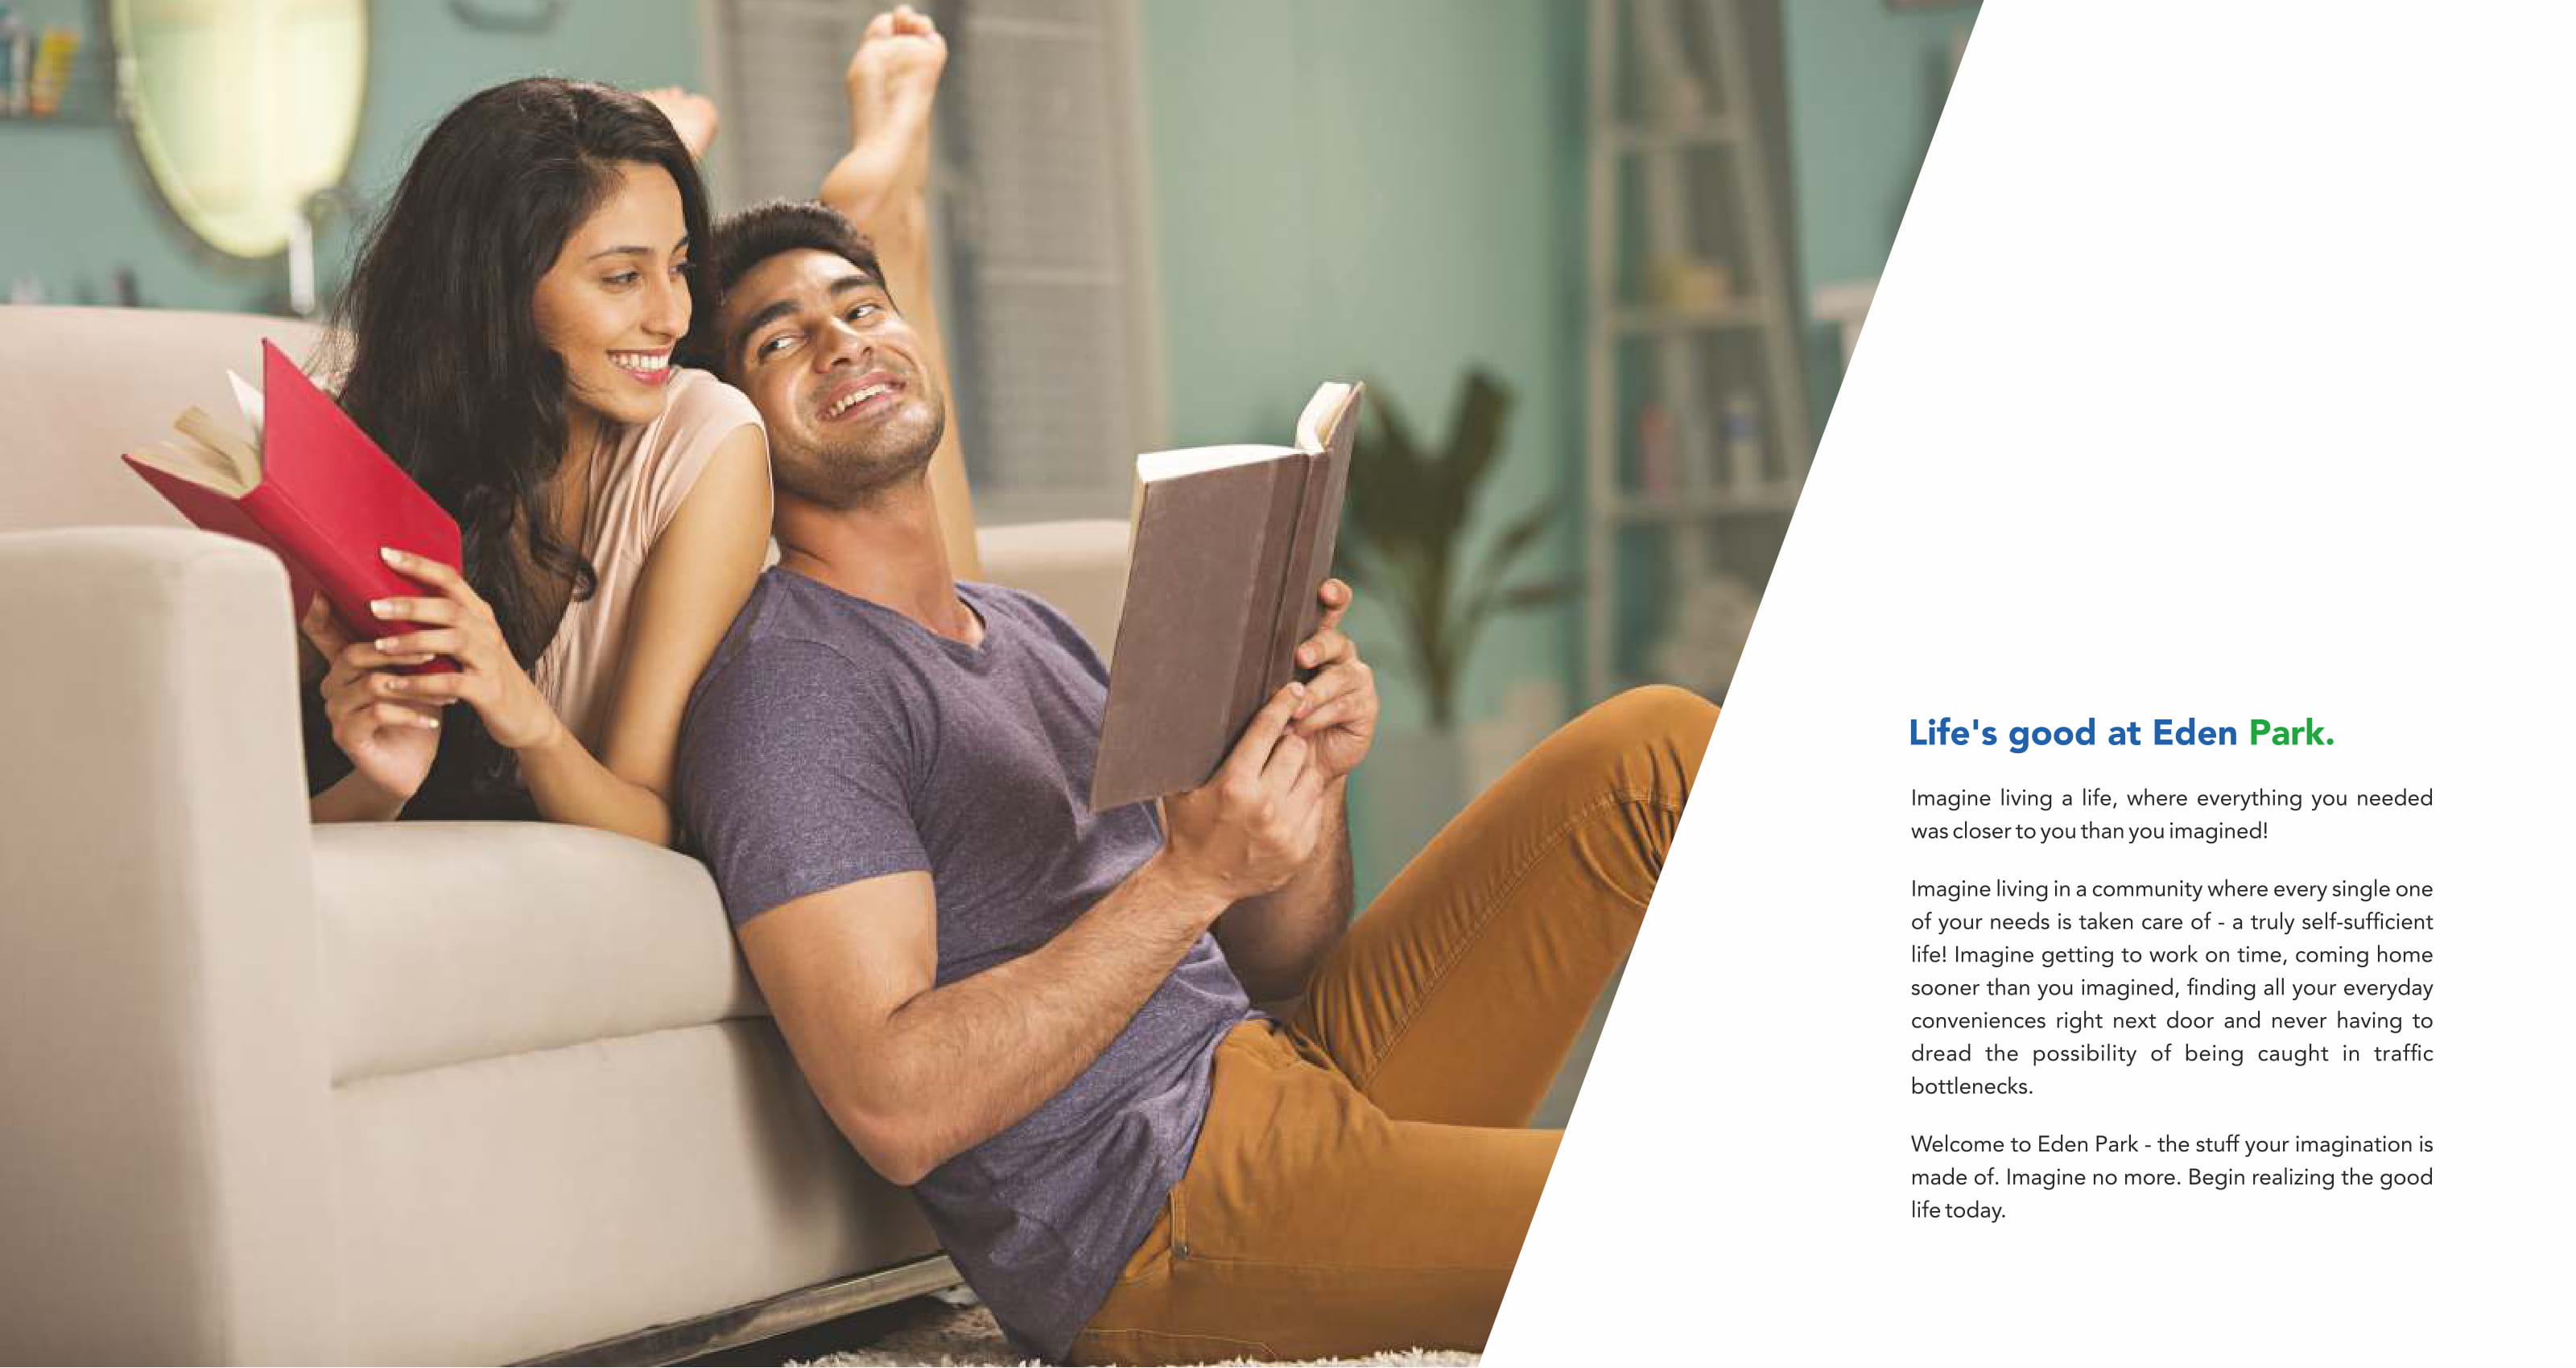 Life's good at Eden Park.
Imagine living a life, where everything you needed
was closer to you than you imagined!
Imagine living in a community where every single one
of your needs is taken care of - a truly self-sufficient
life! Imagine getting to work on time, coming home
sooner than you imagined, finding all your everyday
conveniences right next door and never having to
dread the possibility of being caught in traffic
bottlenecks.
Welcome to Eden Park - the stuff your imagination is
made of. Imagine no more. Begin realizing the good
life today.